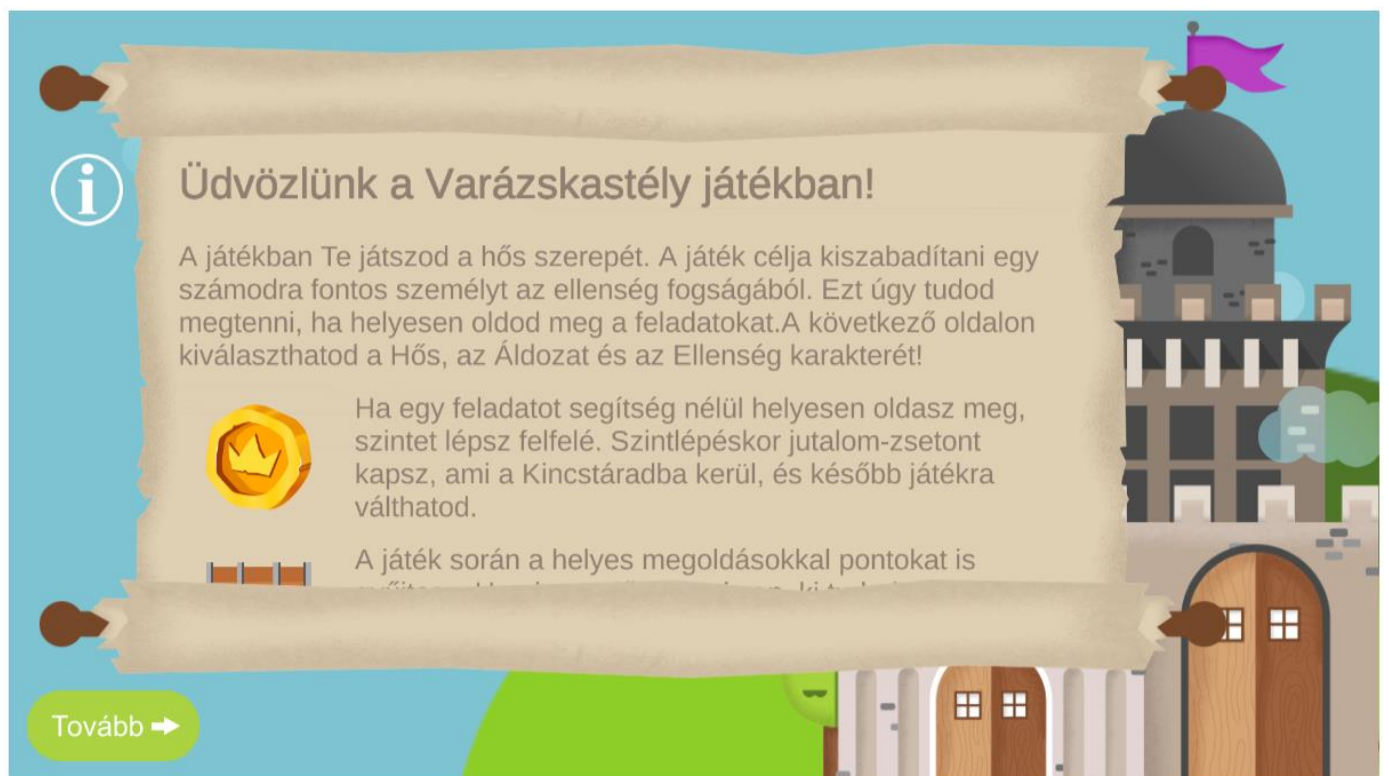 Üdvözlünk a Varázskastély játékban!
A játékban Te játszod a hős szerepét. A játék célja kiszabadítani egy
számodra fontos személyt az ellenség fogságából. Ezt úgy tudod
megtenni, ha helyesen oldod meg a feladatokat.A következő oldalon
kiválaszthatod a Hős, az Áldozat és az Ellenség karakterét!
Ha egy feladatot segítség nélül helyesen oldasz meg,
szintet lépsz felfelé. Szintlépéskor jutalom-zsetont
kapsz, ami a Kincstáradba kerül, és később játékra
válthatod.
A játék során a helyes megoldásokkal pontokat is
Tovább